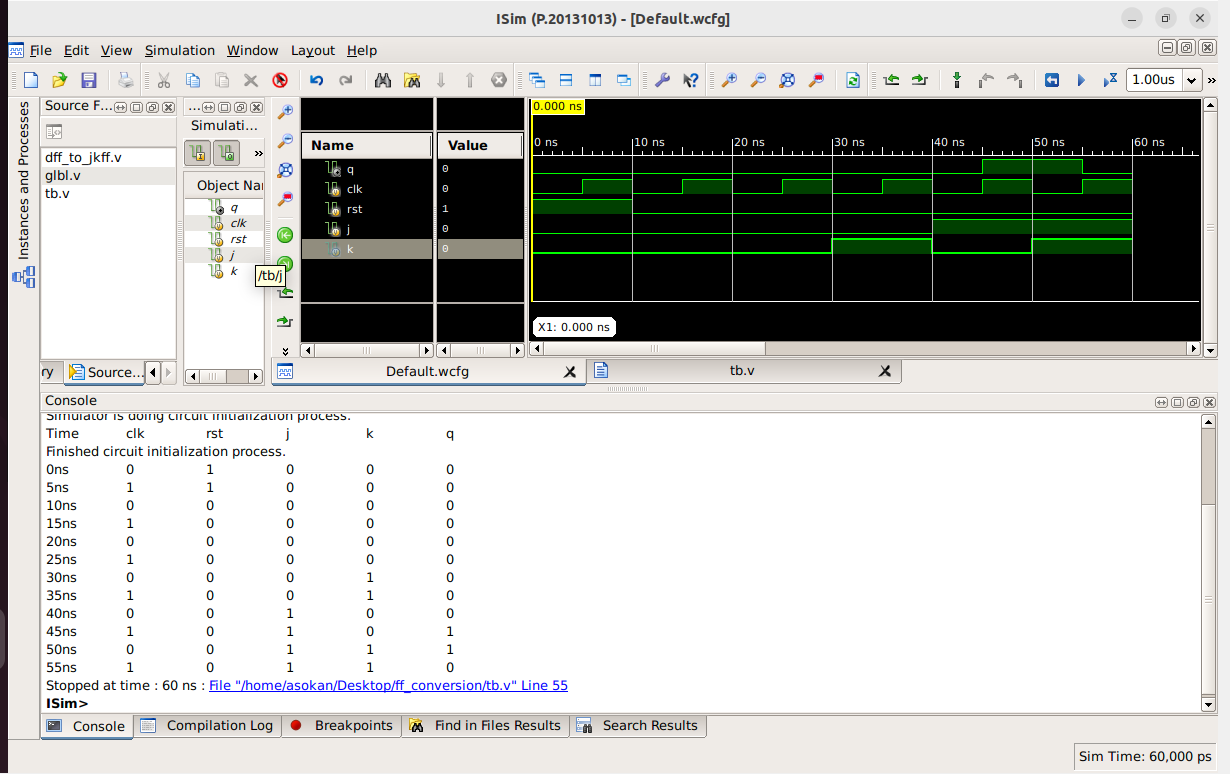 ISim (P.20131013) - [Default.wcfg]
File Edit View Simulation Window Layout Help
1.00us
»
Instances and Processes
Source F...
dff_to_jkff.v
glbl.v
tb.v
ry
Source...
...
Simulati...
»
Object Na
q
clk
rst
j
k
/tb/j
Name Value
q 0
clk 0
rst 1
j 0
k 0
0.000 ns
0 ns 10 ns 20 ns 30 ns 40 ns 50 ns 60 ns
X1: 0.000 ns
Default.wcfg
tb.v
Console
Simulator is doing circuit initialization process.
Time clk rst j k q
Finished circuit initialization process.
0ns 0 1 0 0 0
5ns 1 1 0 0 0
10ns 0 0 0 0 0
15ns 1 0 0 0 0
20ns 0 0 0 0 0
25ns 1 0 0 0 0
30ns 0 0 0 1 0
35ns 1 0 0 1 0
40ns 0 0 1 0 0
45ns 1 0 1 0 1
50ns 0 0 1 1 1
55ns 1 0 1 1 0
Stopped at time : 60 ns : File "/home/asokan/Desktop/ff_conversion/tb.v" Line 55
ISim>
Console
Compilation Log
Breakpoints
Find in Files Results
Search Results
Sim Time: 60,000 ps